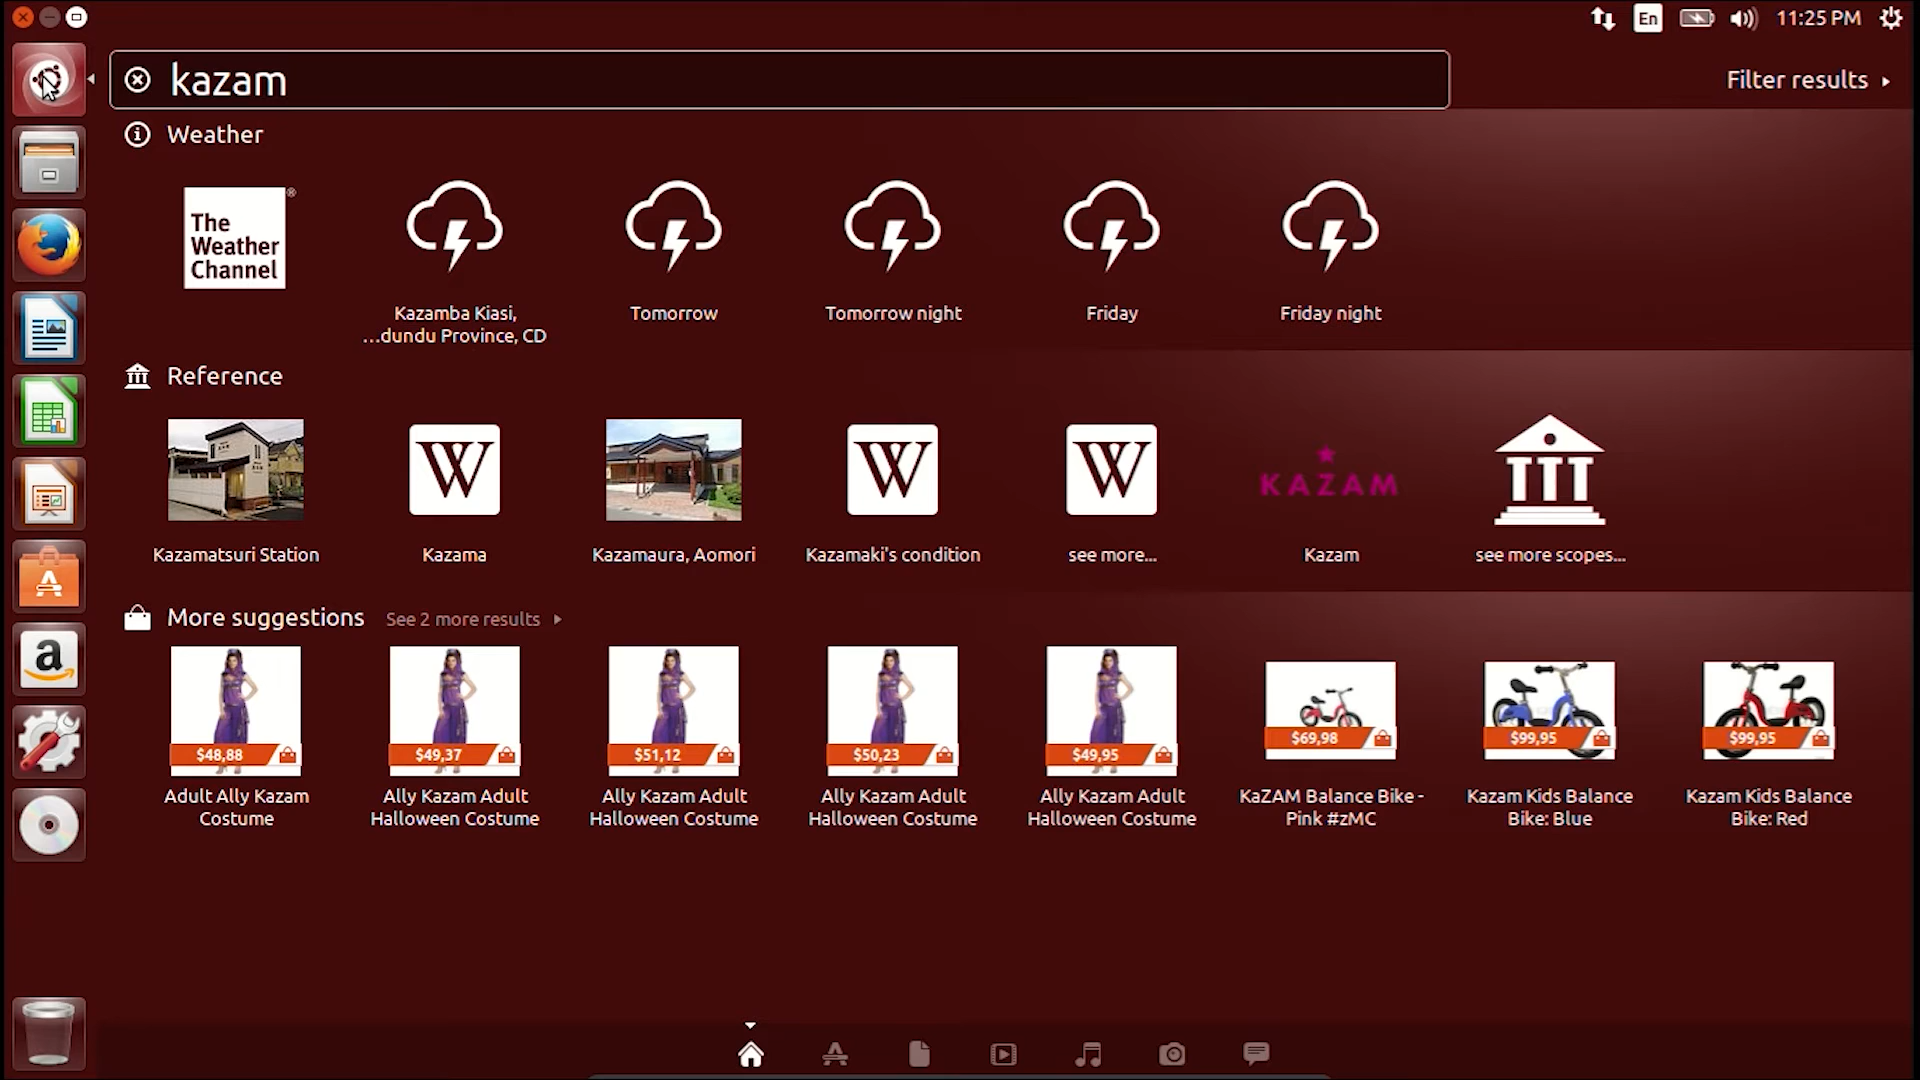 En
11:25 PM
kazam
Filter results
Weather
The
Weather
Channel
®
Kazamba Kiasi,
...dundu Province, CD
Tomorrow
Tomorrow night
Friday
Friday night
Reference
W
W
W
KAZAM
Kazamatsuri Station
Kazama
Kazamaura, Aomori
Kazamaki's condition
see more...
Kazam
see more scopes...
More suggestions
See 2 more results
$48,88
$49,37
$51,12
$50,23
$49,95
$69,98
$99,95
$99,95
Adult Ally Kazam
Costume
Ally Kazam Adult
Halloween Costume
Ally Kazam Adult
Halloween Costume
Ally Kazam Adult
Halloween Costume
Ally Kazam Adult
Halloween Costume
KaZAM Balance Bike -
Pink #zMC
Kazam Kids Balance
Bike: Blue
Kazam Kids Balance
Bike: Red
a